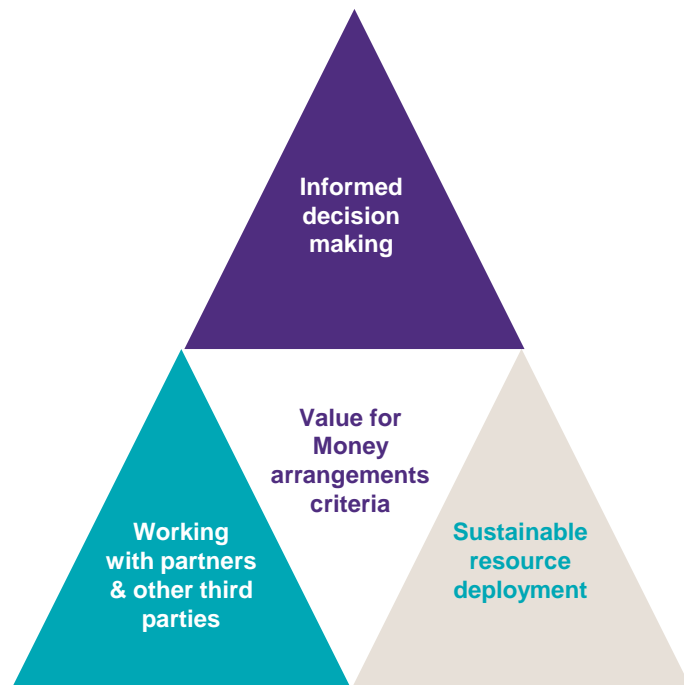 Informed
decision
making
Value for
Money
arrangements
criteria
Working
with partners
& other third
parties
Sustainable
resource
deployment